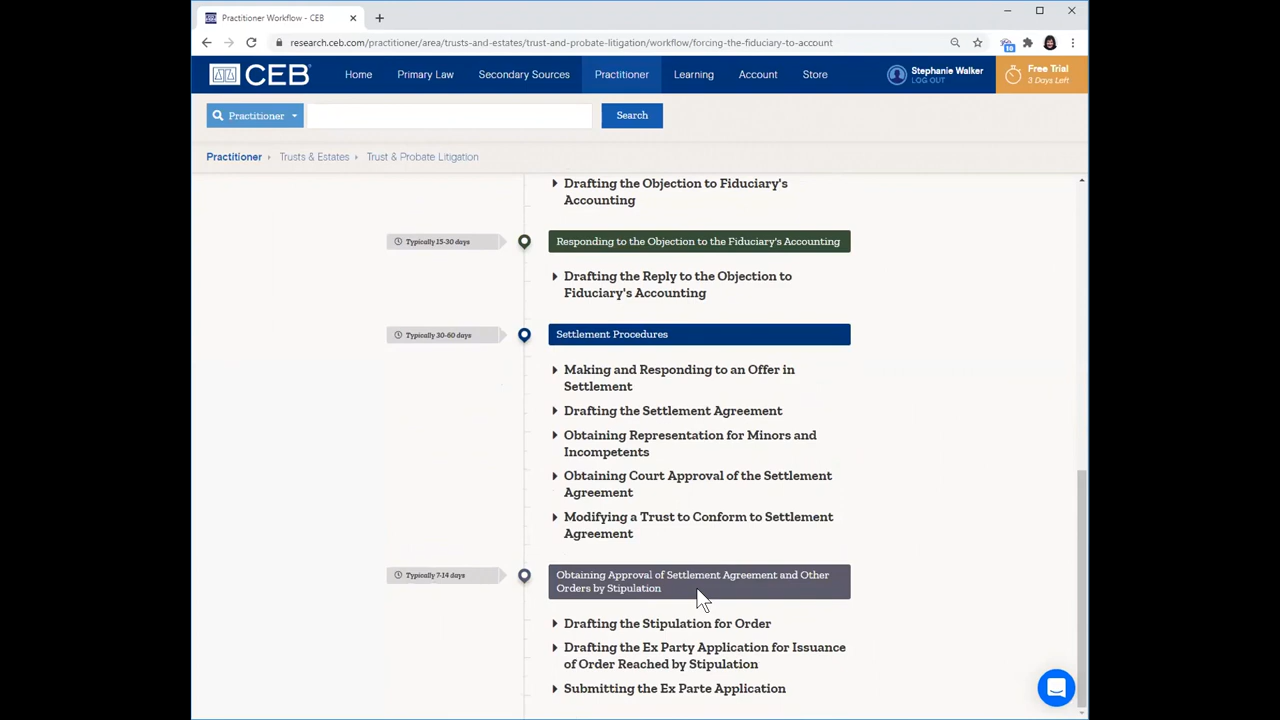 Practitioner Workflow - CEB
research.ceb.com/practitioner/area/trusts-and-estates/trust-and-probate-litigation/workflow/forcing-the-fiduciary-to-account
10
CEB
Home
Primary Law
Secondary Sources
Practitioner
Learning
Account
Store
Stephanie Walker
LOG OUT
Free Trial
3 Days Left
Practitioner
Search
Practitioner
Trusts & Estates
Trust & Probate Litigation
Drafting the Objection to Fiduciary's
Accounting
Typically 15-30 days
Responding to the Objection to the Fiduciary's Accounting
Drafting the Reply to the Objection to
Fiduciary's Accounting
Typically 30-60 days
Settlement Procedures
Making and Responding to an Offer in
Settlement
Drafting the Settlement Agreement
Obtaining Representation for Minors and
Incompetents
Obtaining Court Approval of the Settlement
Agreement
Modifying a Trust to Conform to Settlement
Agreement
Typically 7-14 days
Obtaining Approval of Settlement Agreement and Other
Orders by Stipulation
Drafting the Stipulation for Order
Drafting the Ex Party Application for Issuance
of Order Reached by Stipulation
Submitting the Ex Parte Application